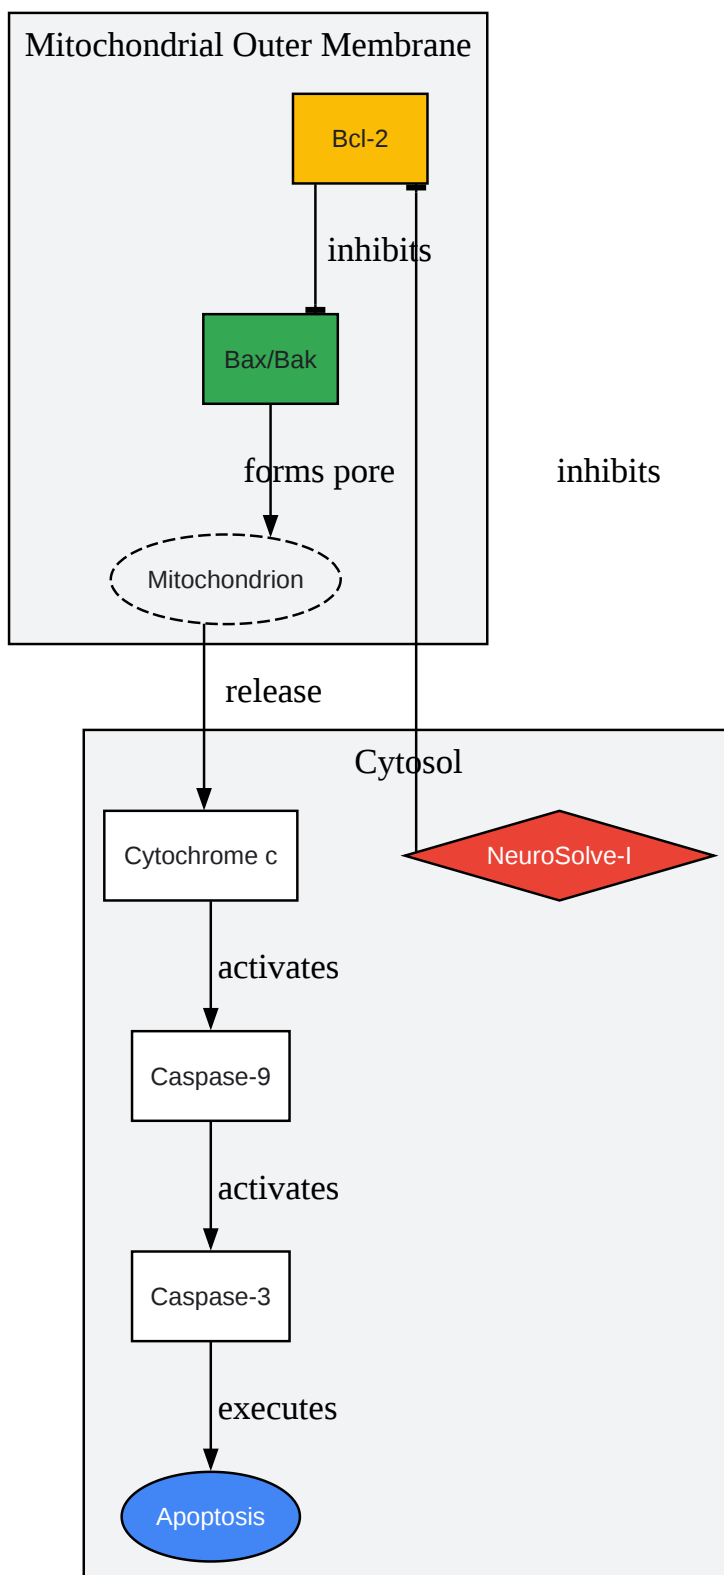 Mitochondrial Outer Membrane
Bcl-2
inhibits
Bax/Bak
forms pore
inhibits
Mitochondrion
release
Cytosol
Cytochrome c
NeuroSolve-I
activates
Caspase-9
activates
Caspase-3
executes
Apoptosis